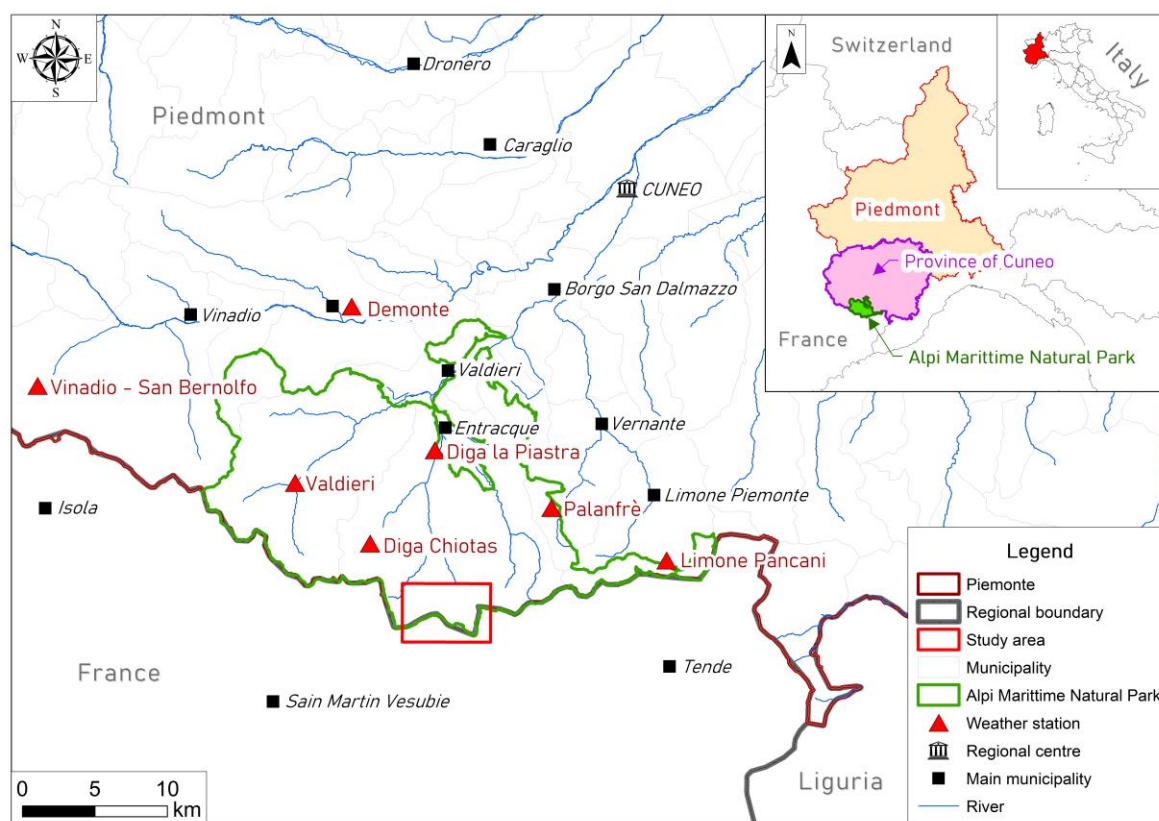 N
W
E
S
Dronero
Piedmont
Caraglio
CUNEO
Borgo San Dalmazzo
Demonte
Vinadio
Valdieri
Vinadio - San Bernolfo
Entracque
Vernante
Diga la Piastra
Valdieri
Limone Piemonte
Isola
Palanfrè
Diga Chiotas
Limone Pancani
France
Tende
Sain Martin Vesubie
Liguria
0 5 10
km
N
Switzerland
Italy
Piedmont
Province of Cuneo
France
Alpi Marittime Natural Park
Legend
Piemonte
Regional boundary
Study area
Municipality
Alpi Marittime Natural Park
Weather station
Regional centre
Main municipality
River